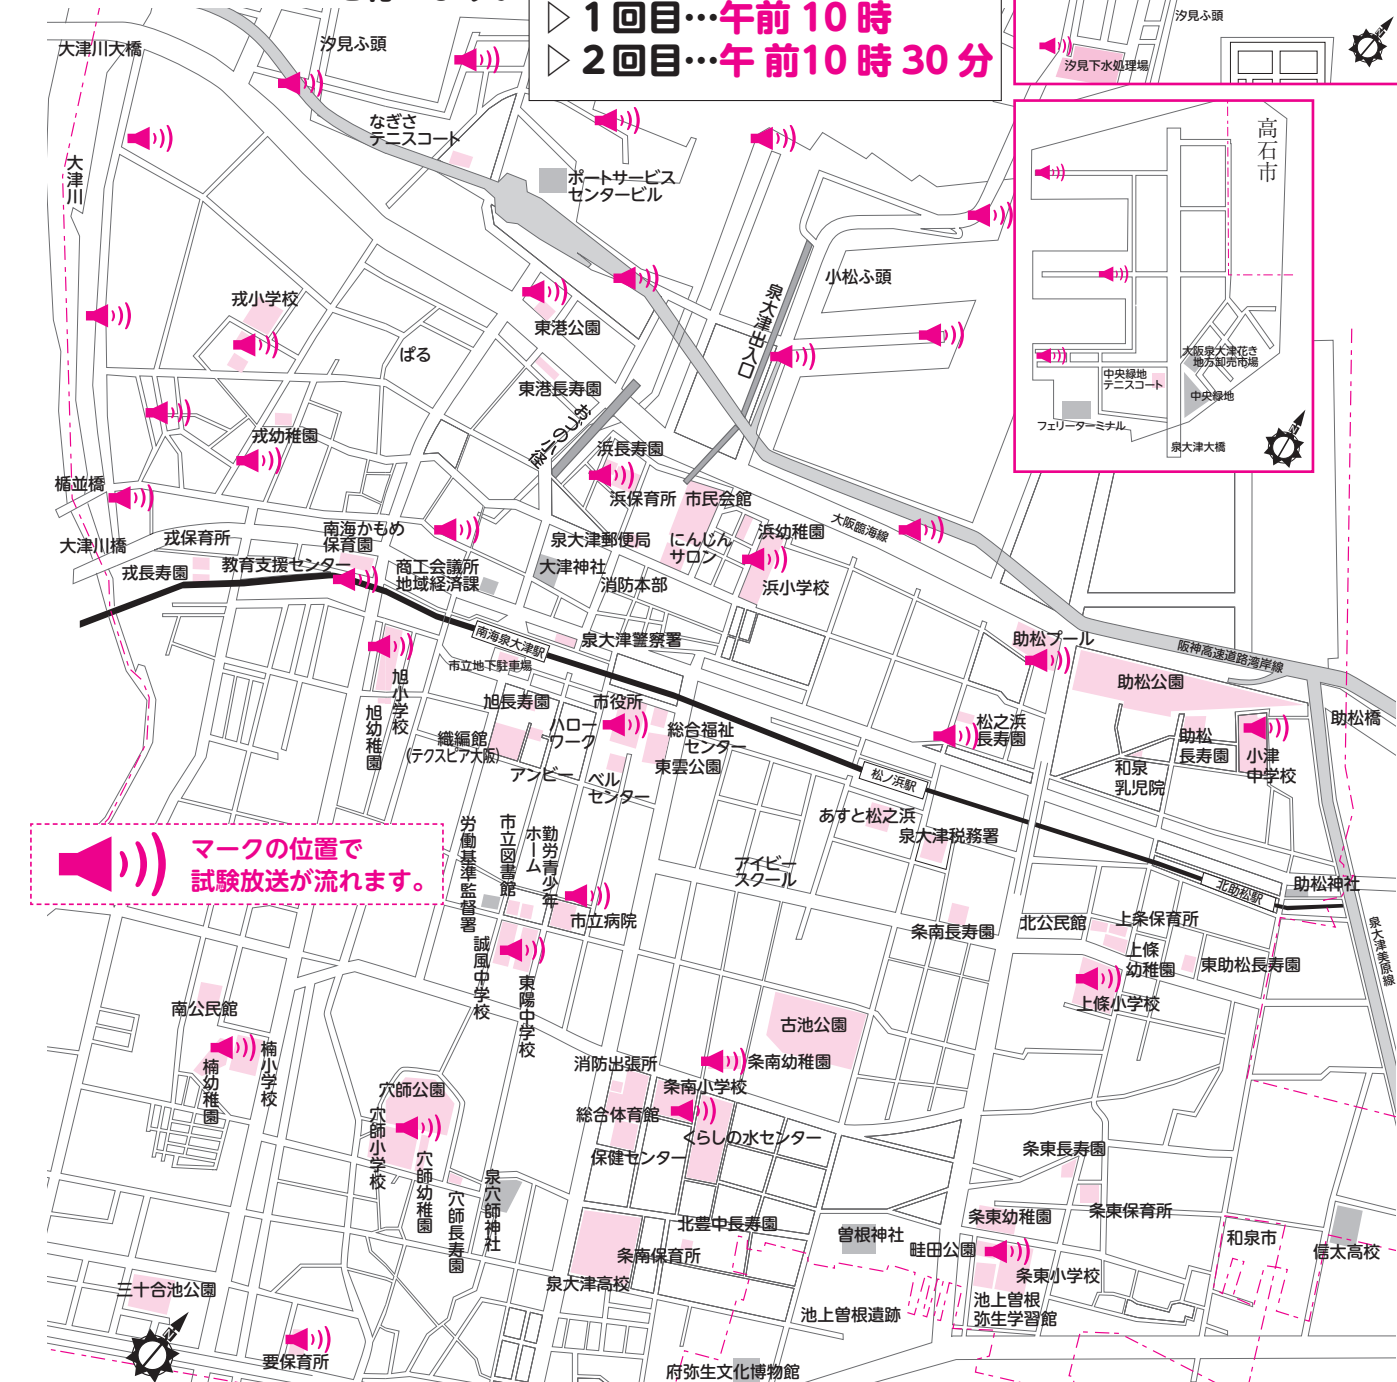 ▷1回目…午前10時
▷2回目…午 前10時30分
汐見ふ頭
汐見下水処理場
大津川大橋
汐見ふ頭
なぎさ
テニスコート
大津川
ポートサービス
センタービル
高石市
小松ふ頭
泉大津出入口
戎小学校
東港公園
ぱる
東港長寿園
おづの小径
大阪泉大津花き
地方卸売市場
中央緑地
テニスコート
中央緑地
フェリーターミナル
泉大津大橋
戎幼稚園
浜長寿園
楯並橋
浜保育所
市民会館
大津川橋
戎保育所
南海かもめ
保育園
泉大津郵便局
にんじん
サロン
浜幼稚園
大阪臨海線
戎長寿園
教育支援センター
商工会議所
地域経済課
大津神社
消防本部
浜小学校
南海泉大津駅
泉大津警察署
助松プール
阪神高速道路湾岸線
市立地下駐車場
助松公園
旭小学校
旭幼稚園
旭長寿園
市役所
ハロー
ワーク
総合福祉
センター
松之浜
長寿園
助松橋
織編館
(テクスピア大阪)
東雲公園
助松
長寿園
小津
中学校
アンビー
ベル
センター
和泉
乳児院
松ノ浜駅
あすと松之浜
泉大津税務署
マークの位置で
試験放送が流れます。
労働基準監督署
市立図書館
勤労青少年
ホーム
アイビー
スクール
北助松駅
助松神社
市立病院
条南長寿園
北公民館
上条保育所
泉大津美原線
誠風中学校
東陽中学校
上條
幼稚園
東助松長寿園
上條小学校
南公民館
古池公園
楠小学校
楠幼稚園
消防出張所
条南幼稚園
穴師公園
条南小学校
穴師小学校
総合体育館
くらしの水センター
穴師幼稚園
保健センター
条東長寿園
穴師長寿園
泉穴師神社
北豊中長寿園
曽根神社
条東幼稚園
条東保育所
畦田公園
和泉市
信太高校
条南保育所
泉大津高校
条東小学校
三十合池公園
池上曽根遺跡
池上曽根
弥生学習館
要保育所
府弥生文化博物館